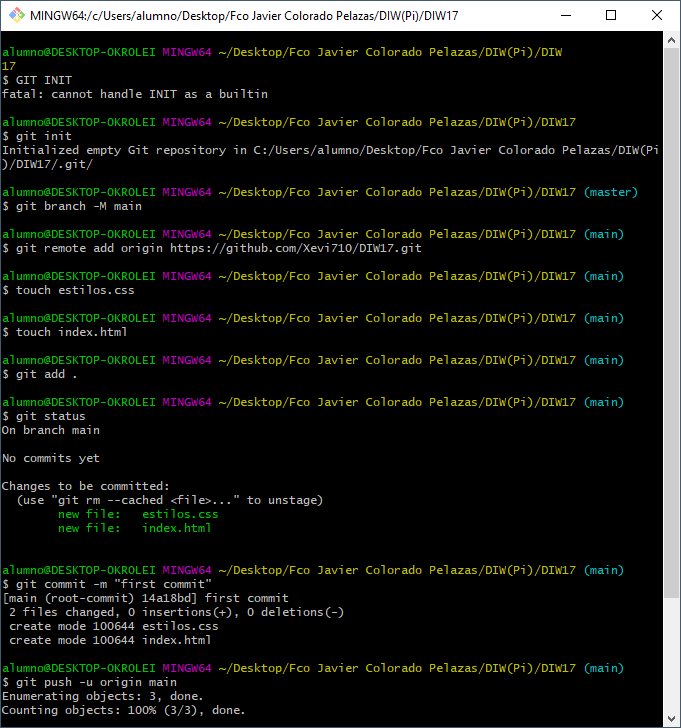 MINGW64:/c/Users/alumno/Desktop/Fco Javier Colorado Pelazas/DIW(Pi)/DIW17
alumno@DESKTOP-OKROLEI MINGW64 ~/Desktop/Fco Javier Colorado Pelazas/DIW(Pi)/DIW
17
$ GIT INIT
fatal: cannot handle INIT as a builtin
alumno@DESKTOP-OKROLEI MINGW64 ~/Desktop/Fco Javier Colorado Pelazas/DIW(Pi)/DIW17
$ git init
Initialized empty Git repository in C:/Users/alumno/Desktop/Fco Javier Colorado Pelazas/DIW(Pi
)/DIW17/.git/
alumno@DESKTOP-OKROLEI MINGW64 ~/Desktop/Fco Javier Colorado Pelazas/DIW(Pi)/DIW17 (master)
$ git branch -M main
alumno@DESKTOP-OKROLEI MINGW64 ~/Desktop/Fco Javier Colorado Pelazas/DIW(Pi)/DIW17 (main)
$ git remote add origin https://github.com/Xevi710/DIW17.git
alumno@DESKTOP-OKROLEI MINGW64 ~/Desktop/Fco Javier Colorado Pelazas/DIW(Pi)/DIW17 (main)
$ touch estilos.css
alumno@DESKTOP-OKROLEI MINGW64 ~/Desktop/Fco Javier Colorado Pelazas/DIW(Pi)/DIW17 (main)
$ touch index.html
alumno@DESKTOP-OKROLEI MINGW64 ~/Desktop/Fco Javier Colorado Pelazas/DIW(Pi)/DIW17 (main)
$ git add .
alumno@DESKTOP-OKROLEI MINGW64 ~/Desktop/Fco Javier Colorado Pelazas/DIW(Pi)/DIW17 (main)
$ git status
On branch main
No commits yet
Changes to be committed:
(use "git rm --cached <file>..." to unstage)
new file: estilos.css
new file: index.html
alumno@DESKTOP-OKROLEI MINGW64 ~/Desktop/Fco Javier Colorado Pelazas/DIW(Pi)/DIW17 (main)
$ git commit -m "first commit"
[main (root-commit) 14a18bd] first commit
2 files changed, 0 insertions(+), 0 deletions(-)
create mode 100644 estilos.css
create mode 100644 index.html
alumno@DESKTOP-OKROLEI MINGW64 ~/Desktop/Fco Javier Colorado Pelazas/DIW(Pi)/DIW17 (main)
$ git push -u origin main
Enumerating objects: 3, done.
Counting objects: 100% (3/3), done.